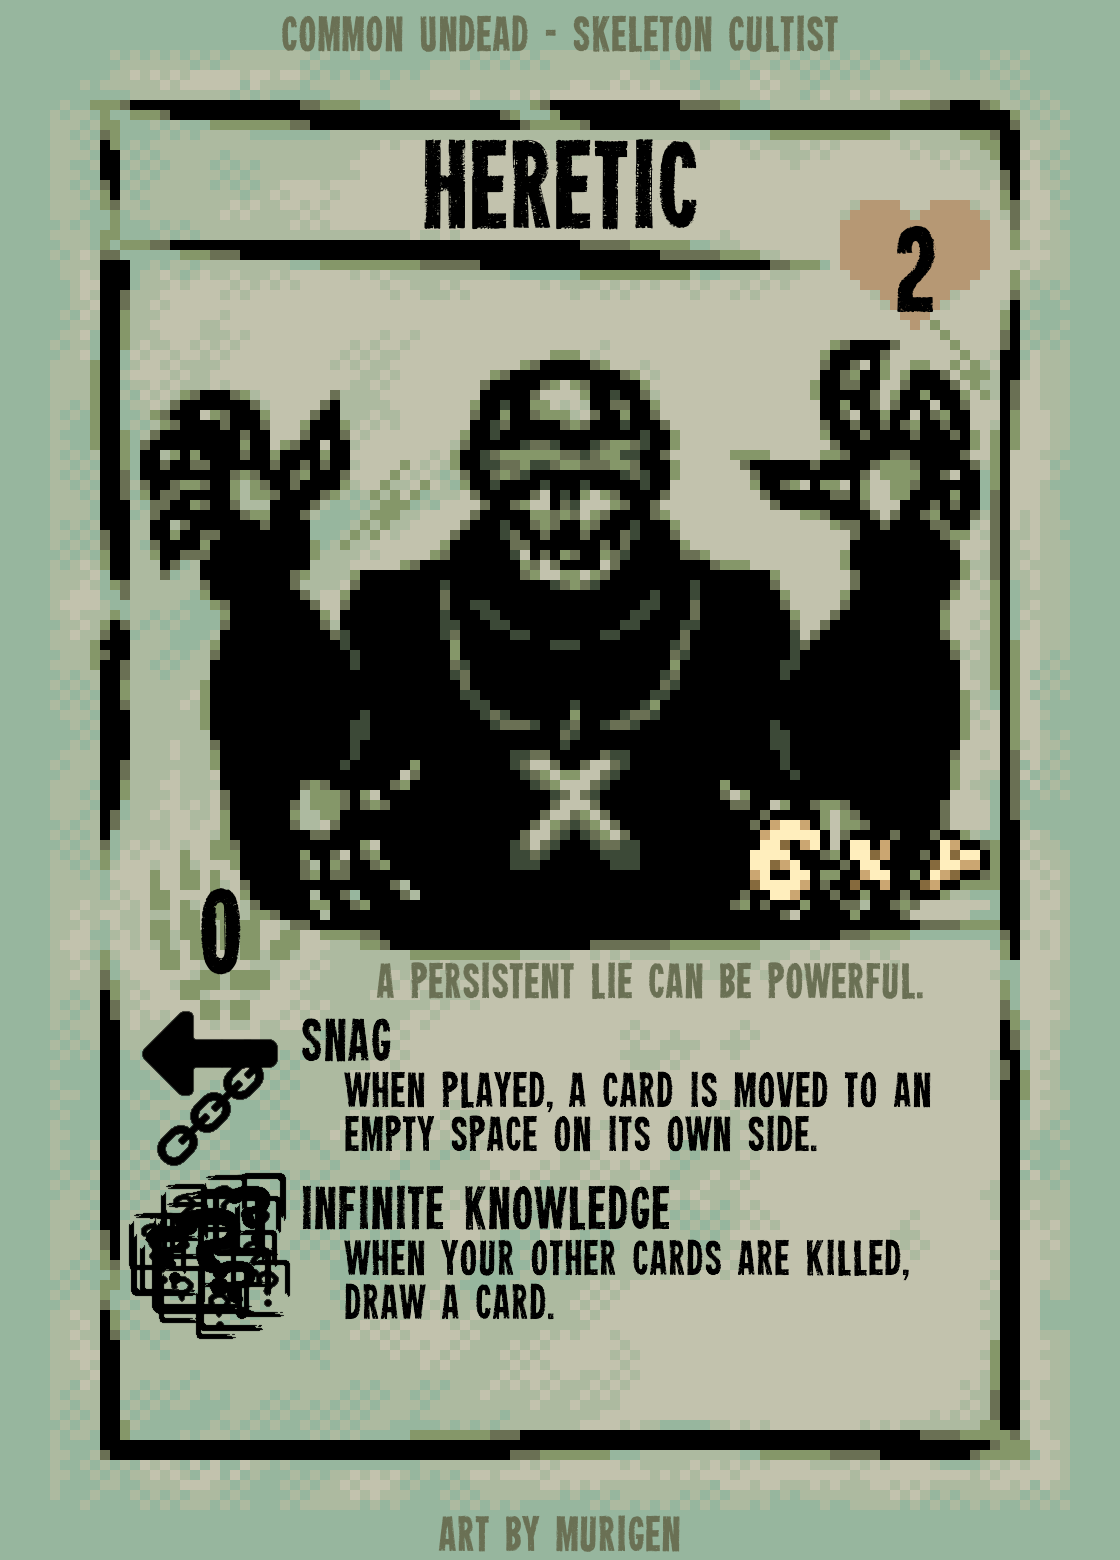 COMMON UNDEAD - SKELETON CULTIST
HERETIC
2
6 X
0
A PERSISTENT LIE CAN BE POWERFUL.
SNAG
WHEN PLAYED, A CARD IS MOVED TO AN
EMPTY SPACE ON ITS OWN SIDE.
INFINITE KNOWLEDGE
WHEN YOUR OTHER CARDS ARE KILLED,
DRAW A CARD.
ART BY MURIGEN